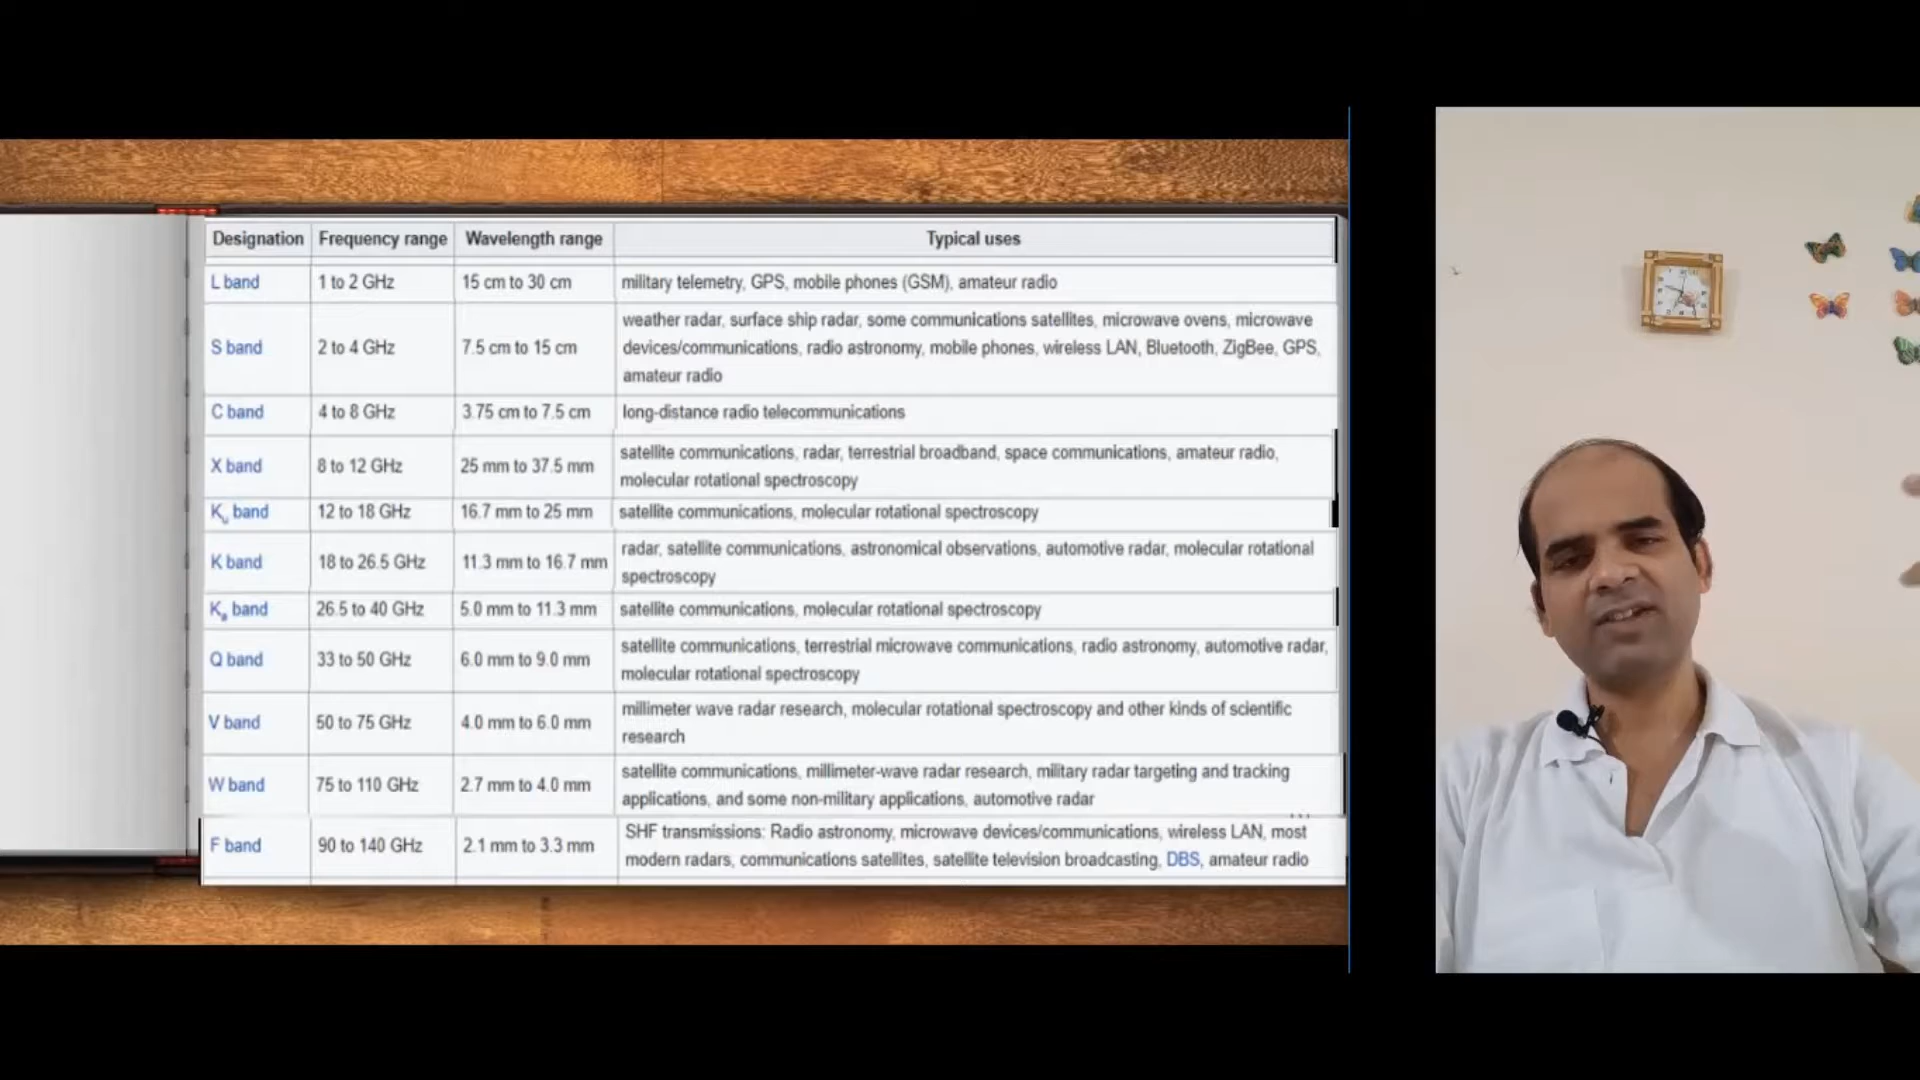 Designation Frequency range Wavelength range Typical uses
L band 1 to 2 GHz 15 cm to 30 cm military telemetry, GPS, mobile phones (GSM), amateur radio
S band 2 to 4 GHz 7.5 cm to 15 cm weather radar, surface ship radar, some communications satellites, microwave ovens, microwave
devices/communications, radio astronomy, mobile phones, wireless LAN, Bluetooth, ZigBee, GPS,
amateur radio
C band 4 to 8 GHz 3.75 cm to 7.5 cm long-distance radio telecommunications
X band 8 to 12 GHz 25 mm to 37.5 mm satellite communications, radar, terrestrial broadband, space communications, amateur radio,
molecular rotational spectroscopy
Ku band 12 to 18 GHz 16.7 mm to 25 mm satellite communications, molecular rotational spectroscopy
K band 18 to 26.5 GHz 11.3 mm to 16.7 mm radar, satellite communications, astronomical observations, automotive radar, molecular rotational
spectroscopy
Ka band 26.5 to 40 GHz 5.0 mm to 11.3 mm satellite communications, molecular rotational spectroscopy
Q band 33 to 50 GHz 6.0 mm to 9.0 mm satellite communications, terrestrial microwave communications, radio astronomy, automotive radar,
molecular rotational spectroscopy
V band 50 to 75 GHz 4.0 mm to 6.0 mm millimeter wave radar research, molecular rotational spectroscopy and other kinds of scientific
research
W band 75 to 110 GHz 2.7 mm to 4.0 mm satellite communications, millimeter-wave radar research, military radar targeting and tracking
applications, and some non-military applications, automotive radar
F band 90 to 140 GHz 2.1 mm to 3.3 mm SHF transmissions: Radio astronomy, microwave devices/communications, wireless LAN, most
modern radars, communications satellites, satellite television broadcasting, DBS, amateur radio